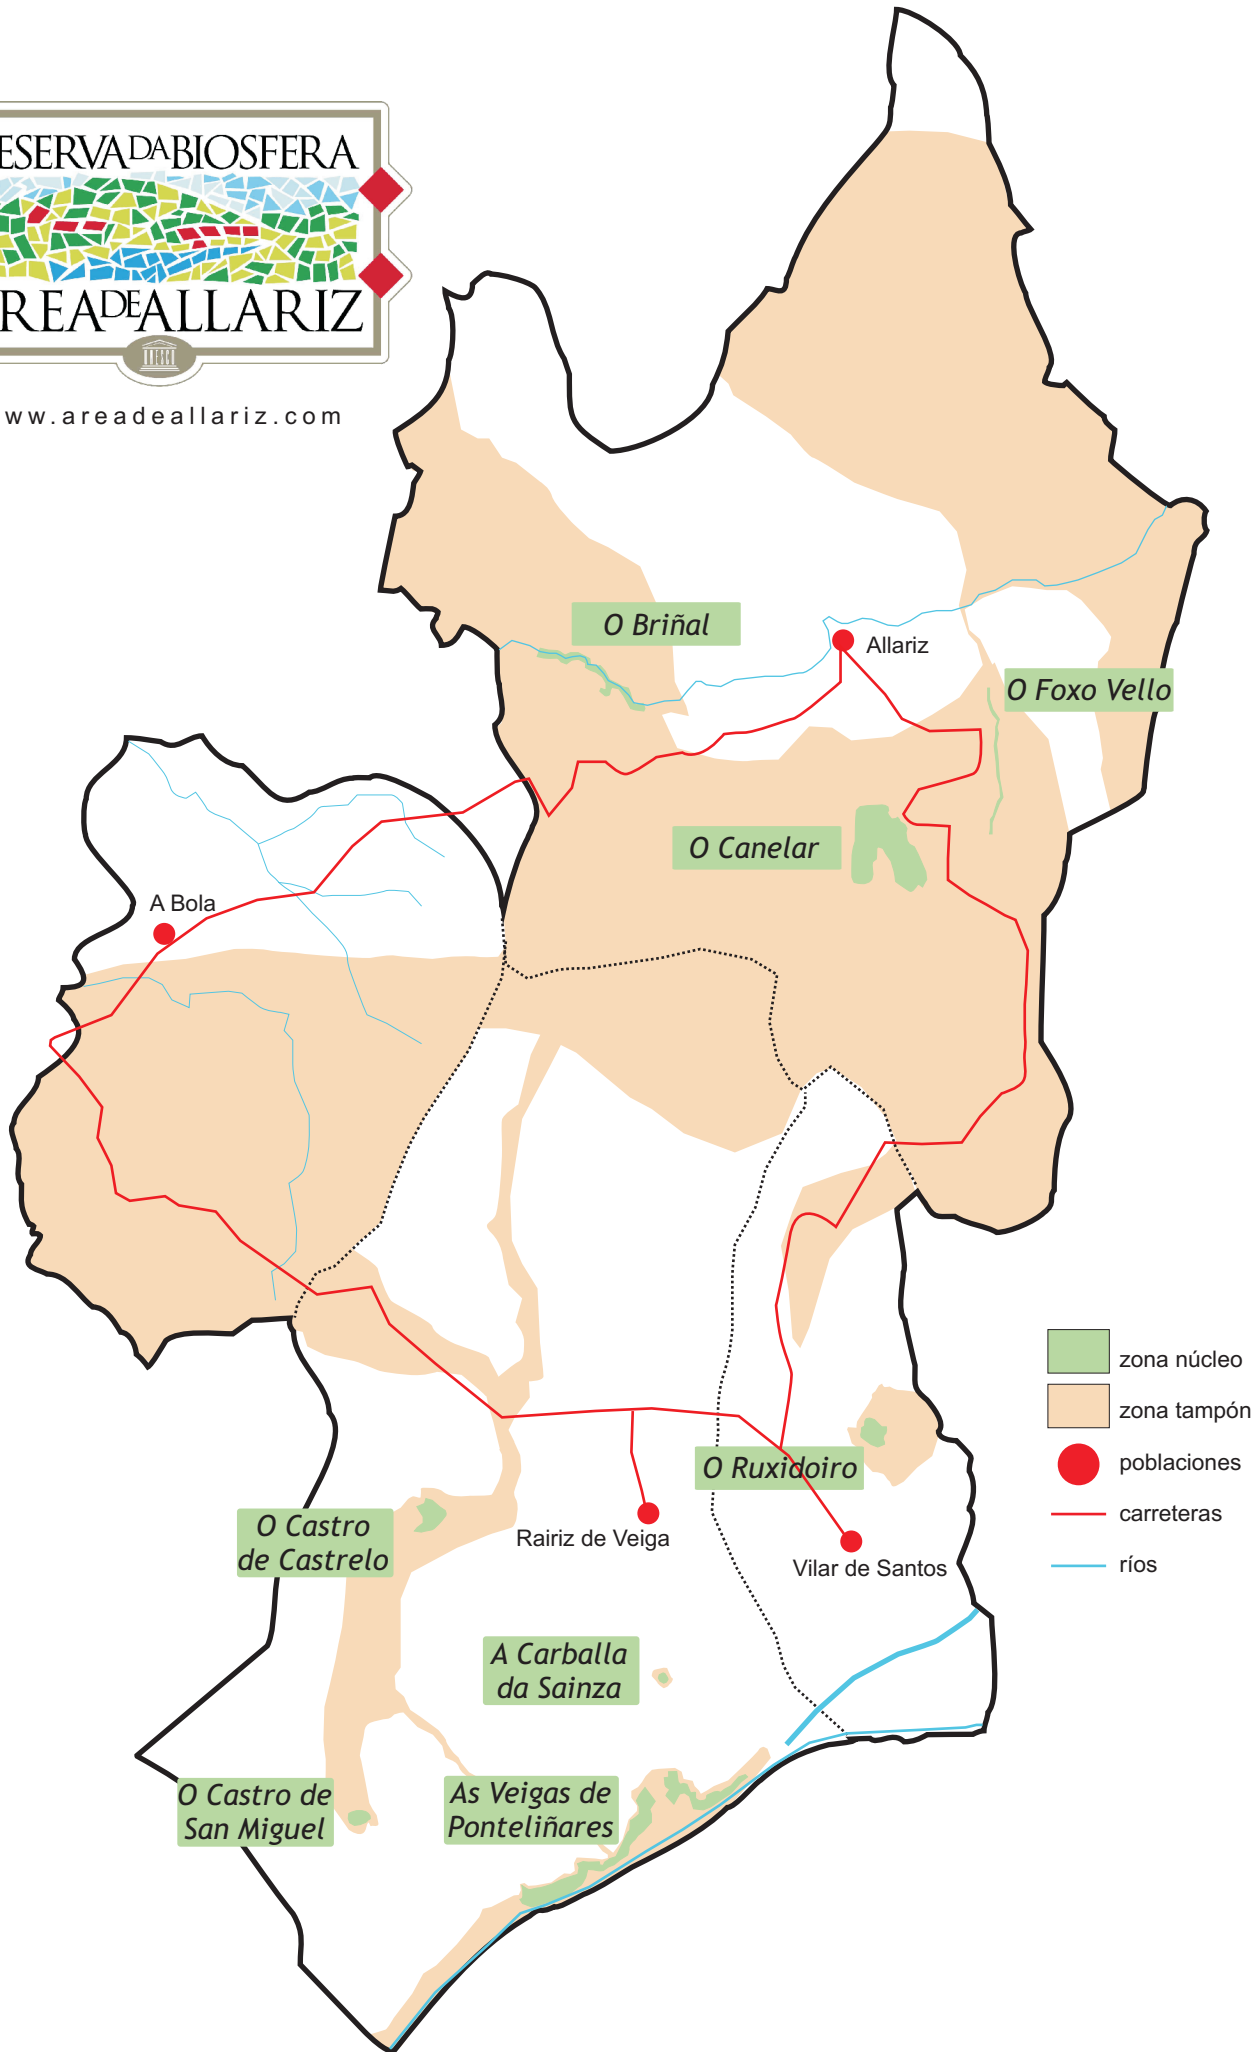 ESERVA DA BIOSFERA
REA DE ALLARIZ
ww.areadeallariz.com
O Briñal
Allariz
O Foxo Vello
O Canelar
A Bola
zona núcleo
zona tampón
poblaciones
carreteras
ríos
O Ruxidoiro
O Castro
de Castrelo
Rairiz de Veiga
Vilar de Santos
A Carballa
da Sainza
O Castro de
San Miguel
As Veigas de
Ponteliñares